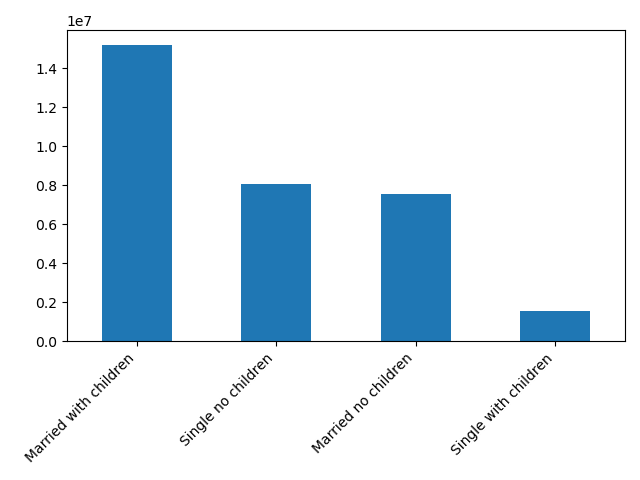 1e7
1.4
1.2
1.0
0.8
0.6
0.4
0.2
0.0
Married with children
Single no children
Married no children
Single with children